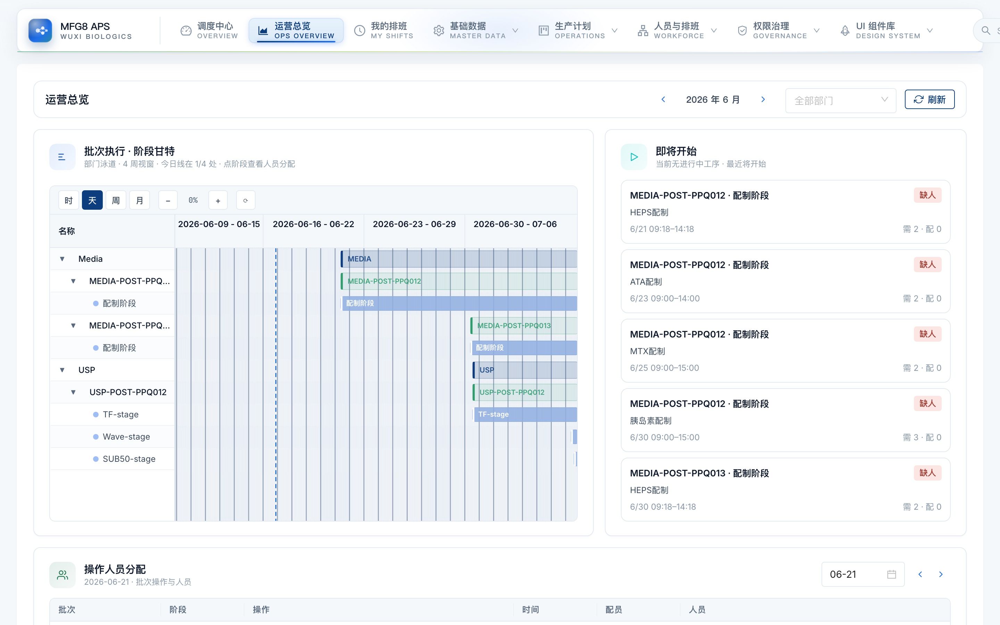 MFG8 APS
WUXI BIOLOGICS
调度中心
OVERVIEW
运营总览
OPS OVERVIEW
我的排班
MY SHIFTS
基础数据
MASTER DATA
生产计划
OPERATIONS
人员与排班
WORKFORCE
权限治理
GOVERNANCE
UI 组件库
DESIGN SYSTEM
运营总览
2026 年 6 月
全部部门
刷新
批次执行 · 阶段甘特
部门泳道 · 4 周视窗 · 今日线在 1/4 处 · 点阶段查看人员分配
时 天 周 月 − 0% +
名称
2026-06-09 - 06-15
2026-06-16 - 06-22
2026-06-23 - 06-29
2026-06-30 - 07-06
Media
MEDIA
MEDIA-POST-PPQ...
MEDIA-POST-PPQ012
配制阶段
配制阶段
MEDIA-POST-PPQ...
MEDIA-POST-PPQ013
配制阶段
配制阶段
USP
USP
USP-POST-PPQ012
USP-POST-PPQ012
TF-stage
TF-stage
Wave-stage
SUB50-stage
即将开始
当前无进行中工序 · 最近将开始
MEDIA-POST-PPQ012 · 配制阶段
缺人
HEPS配制
6/21 09:18–14:18
需 2 · 配 0
MEDIA-POST-PPQ012 · 配制阶段
缺人
ATA配制
6/23 09:00–14:00
需 2 · 配 0
MEDIA-POST-PPQ012 · 配制阶段
缺人
MTX配制
6/25 09:00–15:00
需 2 · 配 0
MEDIA-POST-PPQ012 · 配制阶段
缺人
胰岛素配制
6/30 09:00–15:00
需 3 · 配 0
MEDIA-POST-PPQ013 · 配制阶段
缺人
HEPS配制
6/30 09:18–14:18
需 2 · 配 0
操作人员分配
2026-06-21 · 批次操作与人员
06-21
批次 阶段 操作 时间 配员 人员